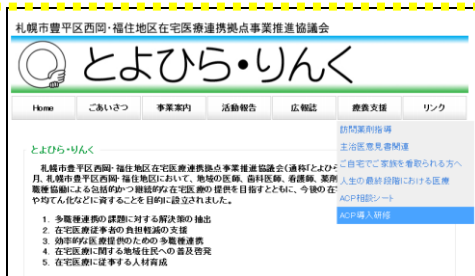 札幌市豊平区西岡･福住地区在宅医療連携拠点事業推進協議会
とよひら・りんく
Home ごあいさつ 事業案内 活動報告 広報誌 療養支援 リンク
訪問薬剤指導
主治医意見書関連
ご自宅でご家族を看取られる方へ
人生の最終段階における医療
ACP相談シート
ACP導入研修
とよひら・りんく
札幌市豊平区西岡･福住地区在宅医療連携拠点事業推進協議会(通称「とよひら
月、札幌市豊平区西岡･福住地区において、地域の医師、歯科医師、看護師、薬剤
職種協働による包括的かつ継続的な在宅医療の提供を目指すとともに、今後の在宅
や均てん化などに資することを目的に設立されました。
1. 多職種連携の課題に対する解決策の抽出
2. 在宅医療従事者の負担軽減の支援
3. 効率的な医療提供のための多職種連携
4. 在宅医療に関する地域住民への普及啓発
5. 在宅医療に従事する人材育成